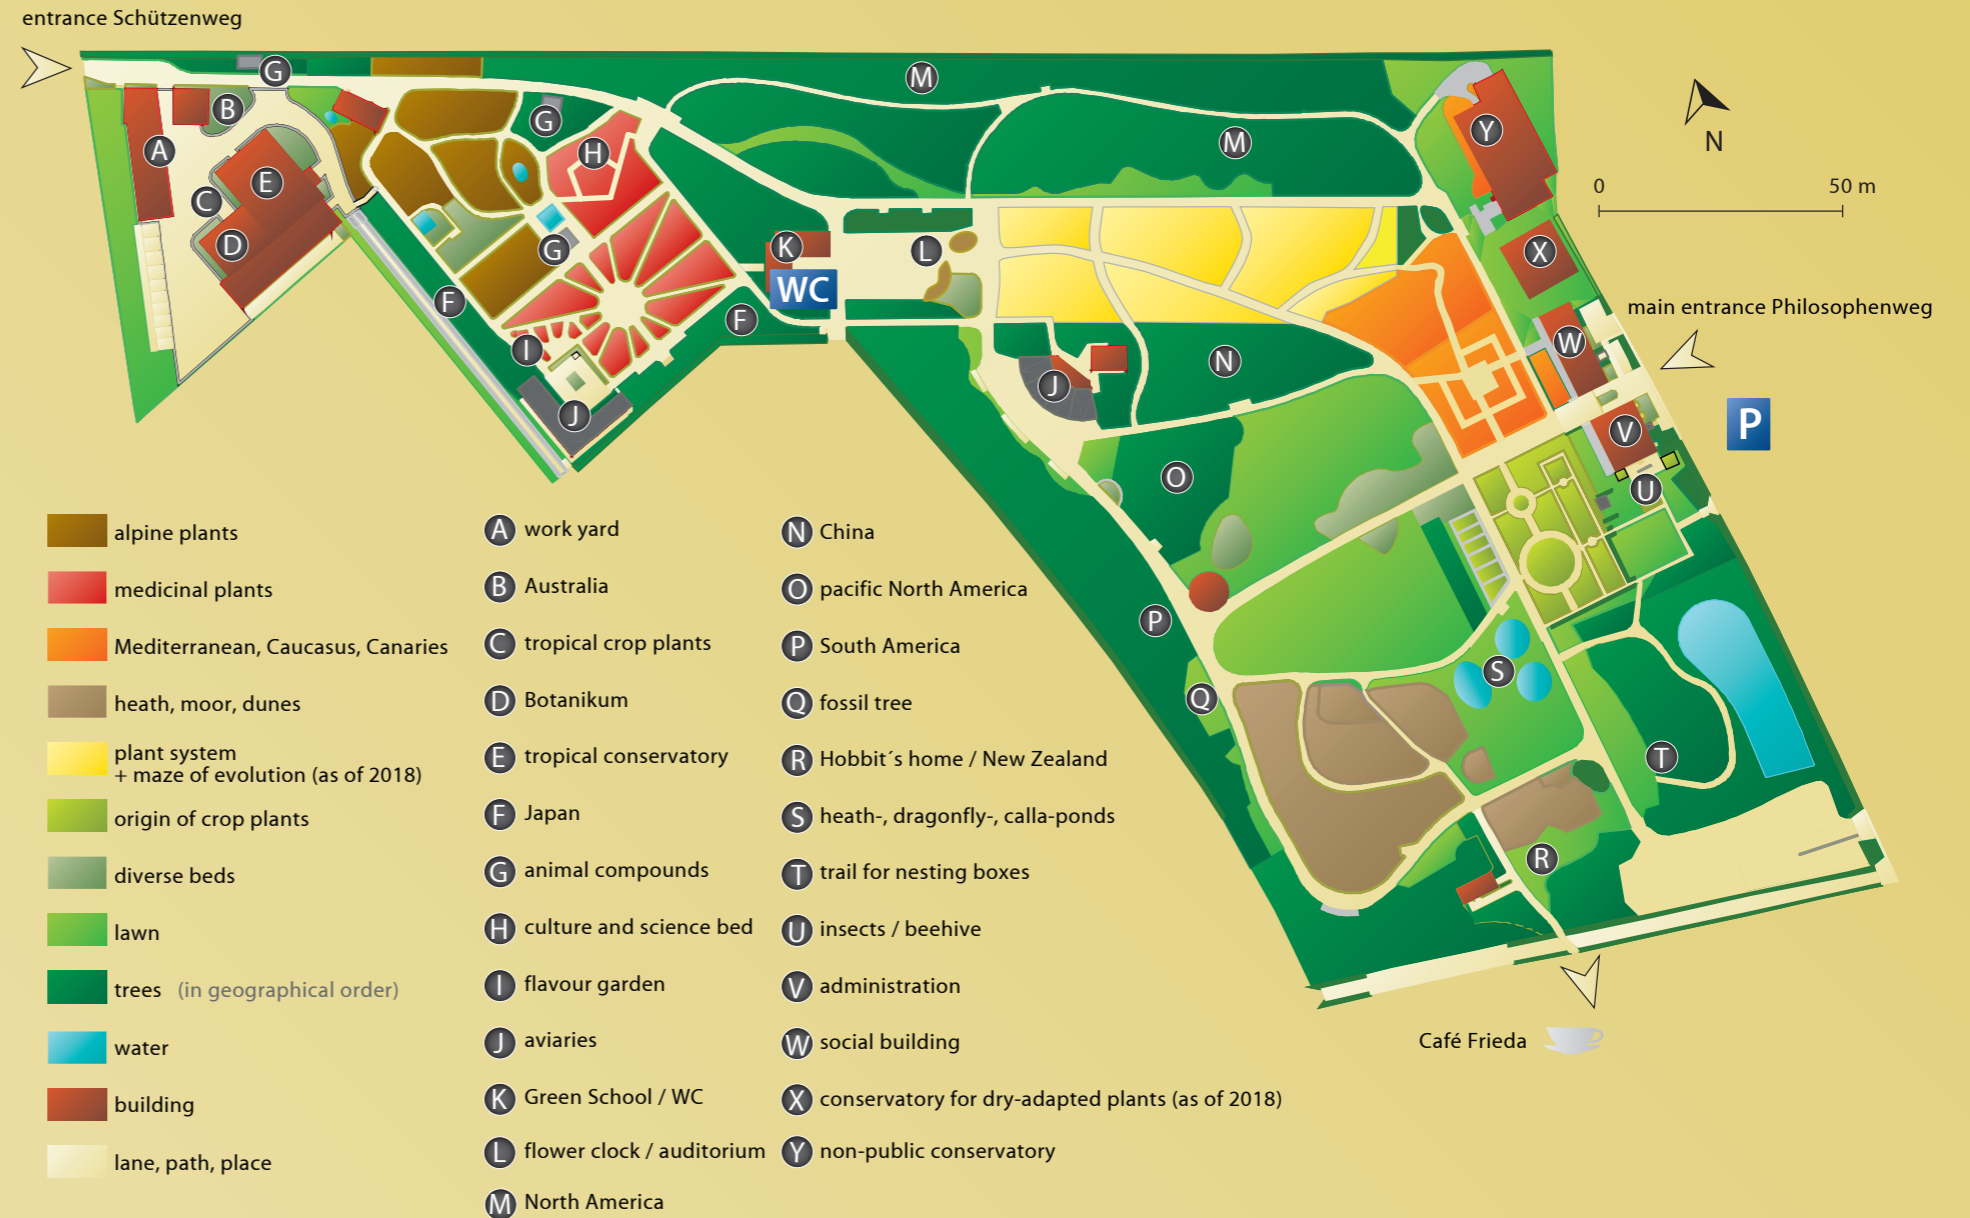 entrance Schützenweg
G
M
B
G
A
H
M
Y
E
C
D
G
K
L
X
WC
F
F
I
J
J
N
W
V
O
U
P
Q
S
T
R
N
0 50 m
main entrance Philosophenweg
P
Café Frieda
alpine plants
medicinal plants
Mediterranean, Caucasus, Canaries
heath, moor, dunes
plant system
+ maze of evolution (as of 2018)
origin of crop plants
diverse beds
lawn
trees (in geographical order)
water
building
lane, path, place
A work yard
B Australia
C tropical crop plants
D Botanikum
E tropical conservatory
F Japan
G animal compounds
H culture and science bed
I flavour garden
J aviaries
K Green School / WC
L flower clock / auditorium
M North America
N China
O pacific North America
P South America
Q fossil tree
R Hobbit´s home / New Zealand
S heath-, dragonfly-, calla-ponds
T trail for nesting boxes
U insects / beehive
V administration
W social building
X conservatory for dry-adapted plants (as of 2018)
Y non-public conservatory